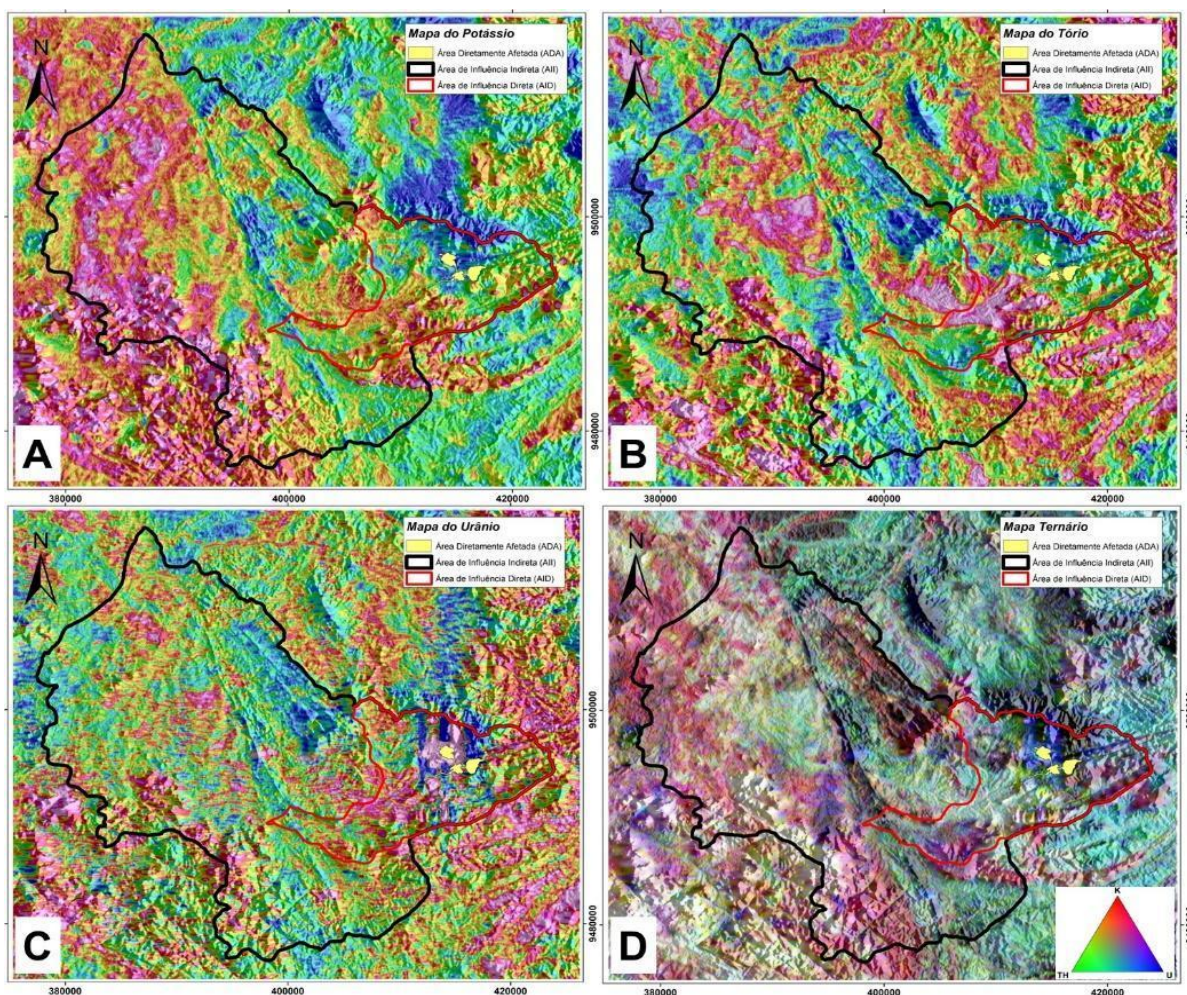 Mapa do Potássio
Área Diretamente Afetada (ADA)
Área de Influência Indireta (AII)
Área de Influência Direta (AID)
N
9500000
9480000
A
380000
400000
420000
Mapa do Tório
Área Diretamente Afetada (ADA)
Área de Influência Indireta (AII)
Área de Influência Direta (AID)
N
B
380000
400000
420000
Mapa do Urânio
Área Diretamente Afetada (ADA)
Área de Influência Indireta (AII)
Área de Influência Direta (AID)
N
9500000
9480000
C
380000
400000
420000
Mapa Ternário
Área Diretamente Afetada (ADA)
Área de Influência Indireta (AII)
Área de Influência Direta (AID)
N
K
TH
U
D
380000
400000
420000